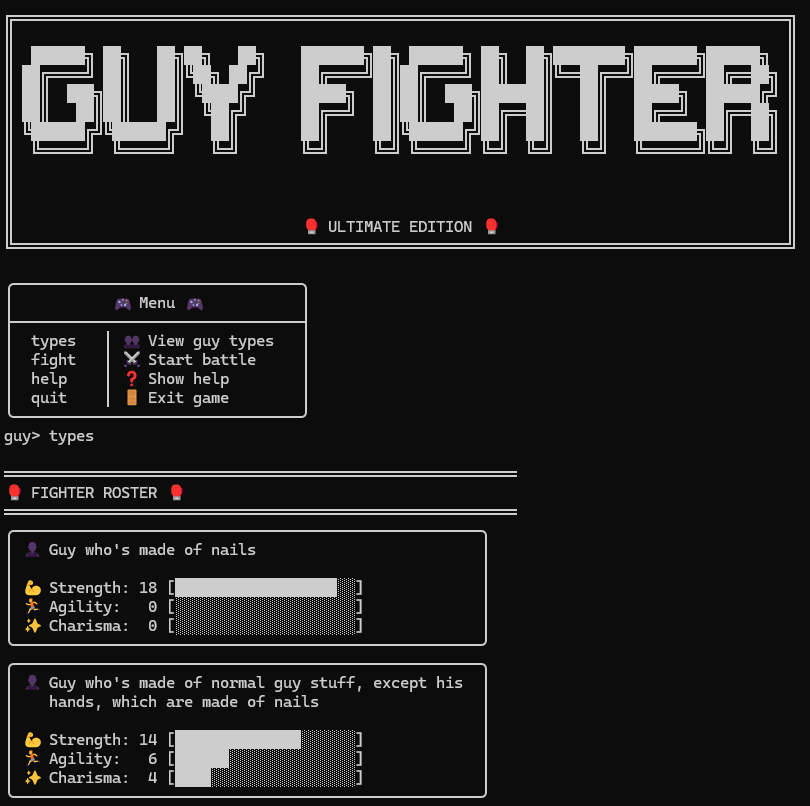 GUY FIGHTER
🥊 ULTIMATE EDITION 🥊
🎮 Menu 🎮
types 👥 View guy types
fight ⚔ Start battle
help ❓ Show help
quit 🚪 Exit game
guy> types
🥊 FIGHTER ROSTER 🥊
👤 Guy who's made of nails
💪 Strength: 18 [██████████████████░░]
🏃 Agility: 0 [░░░░░░░░░░░░░░░░░░░░]
✨ Charisma: 0 [░░░░░░░░░░░░░░░░░░░░]
👤 Guy who's made of normal guy stuff, except his
hands, which are made of nails
💪 Strength: 14 [██████████████░░░░░░]
🏃 Agility: 6 [██████░░░░░░░░░░░░░░]
✨ Charisma: 4 [████░░░░░░░░░░░░░░░░]